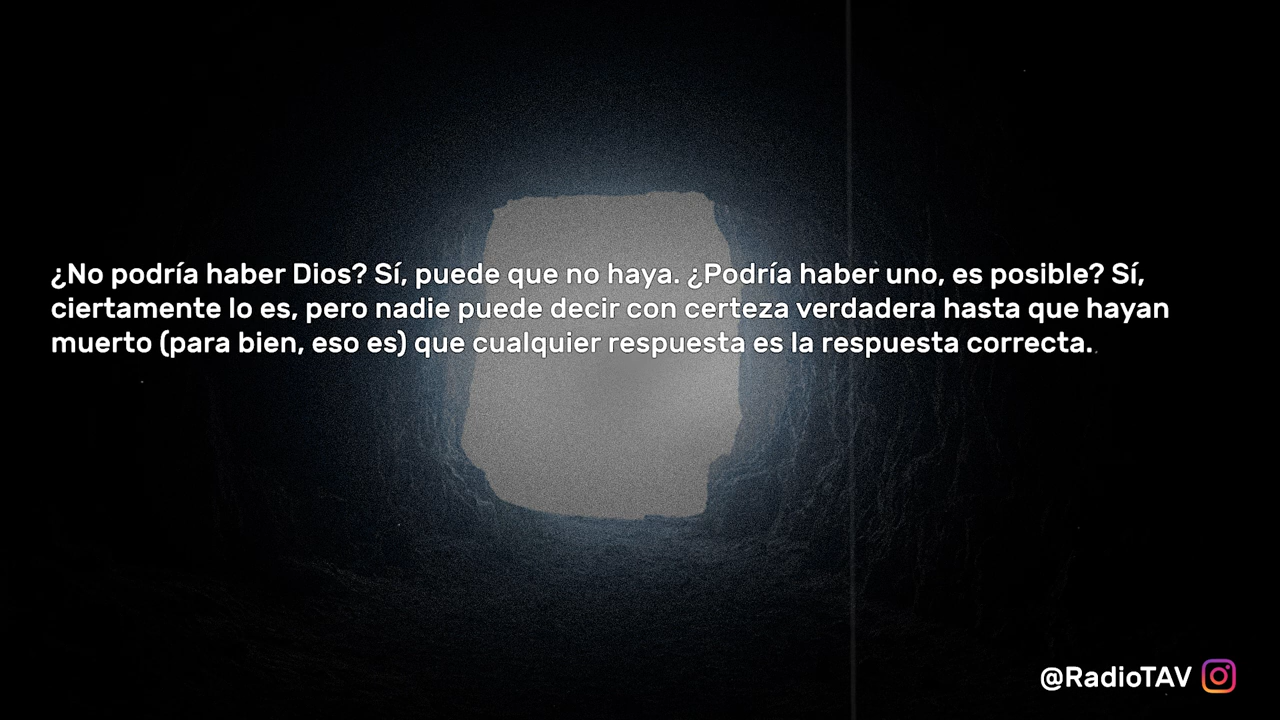 ¿No podría haber Dios? Sí, puede que no haya. ¿Podría haber uno, es posible? Sí,
ciertamente lo es, pero nadie puede decir con certeza verdadera hasta que hayan
muerto (para bien, eso es) que cualquier respuesta es la respuesta correcta.
@RadioTAV